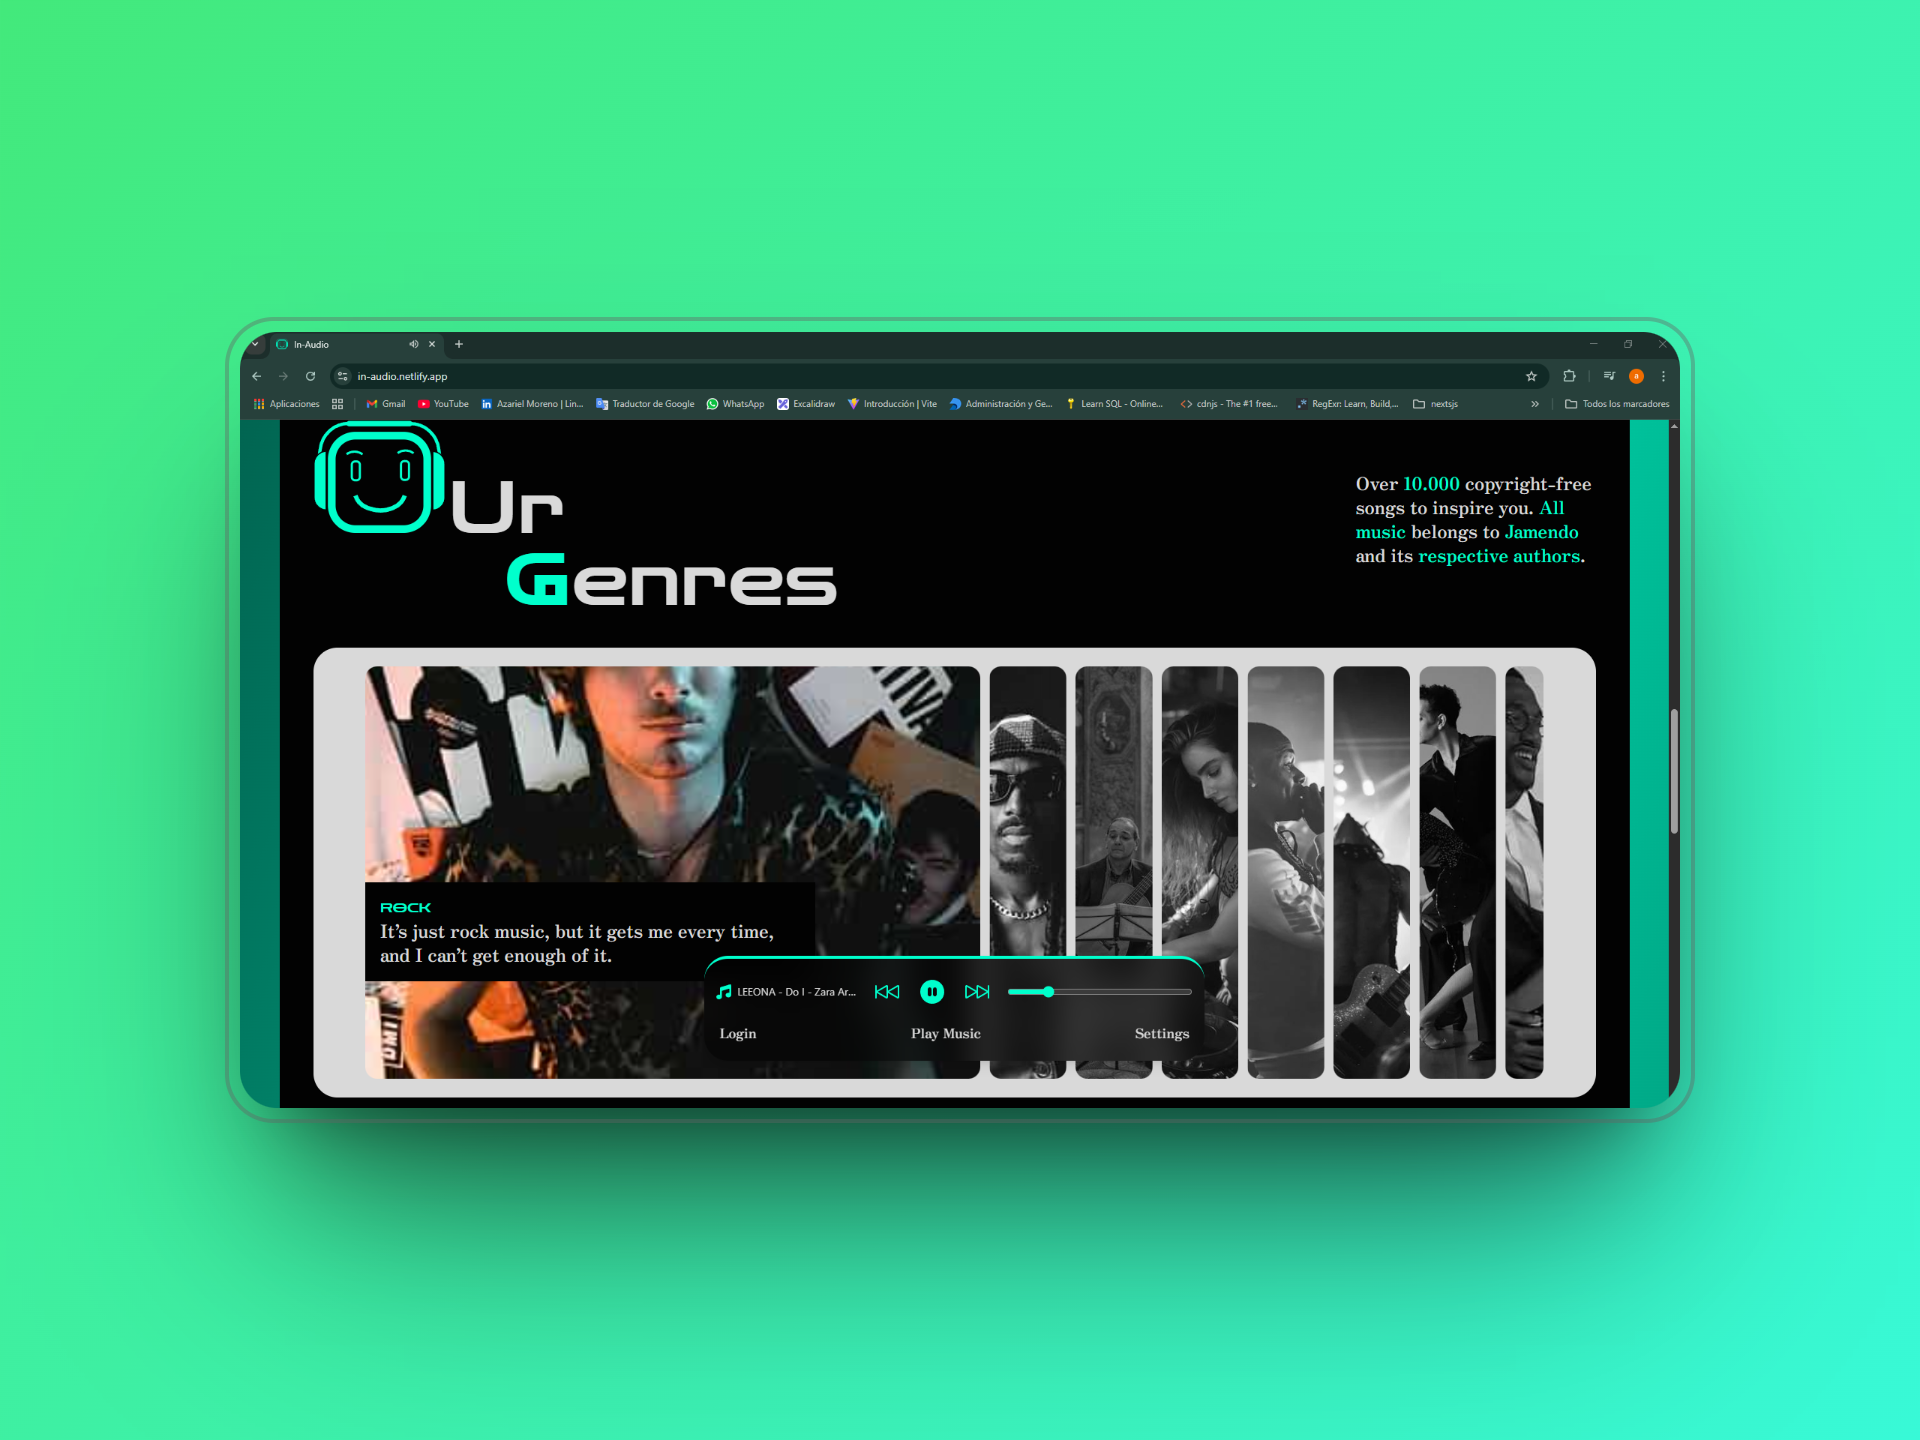 In-Audio
in-audio.netlify.app
Aplicaciones Gmail YouTube Azariel Moreno | Lin... Traductor de Google WhatsApp Excalidraw Introducción | Vite Administración y Ge... Learn SQL - Online... cdnjs - The #1 free... RegExr: Learn, Build,... nextsjs » Todos los marcadores
Ur
Genres
Over 10.000 copyright-free
songs to inspire you. All
music belongs to Jamendo
and its respective authors.
ROCK
It's just rock music, but it gets me every time,
and I can't get enough of it.
LEEONA - Do I - Zara Ar...
Login Play Music Settings